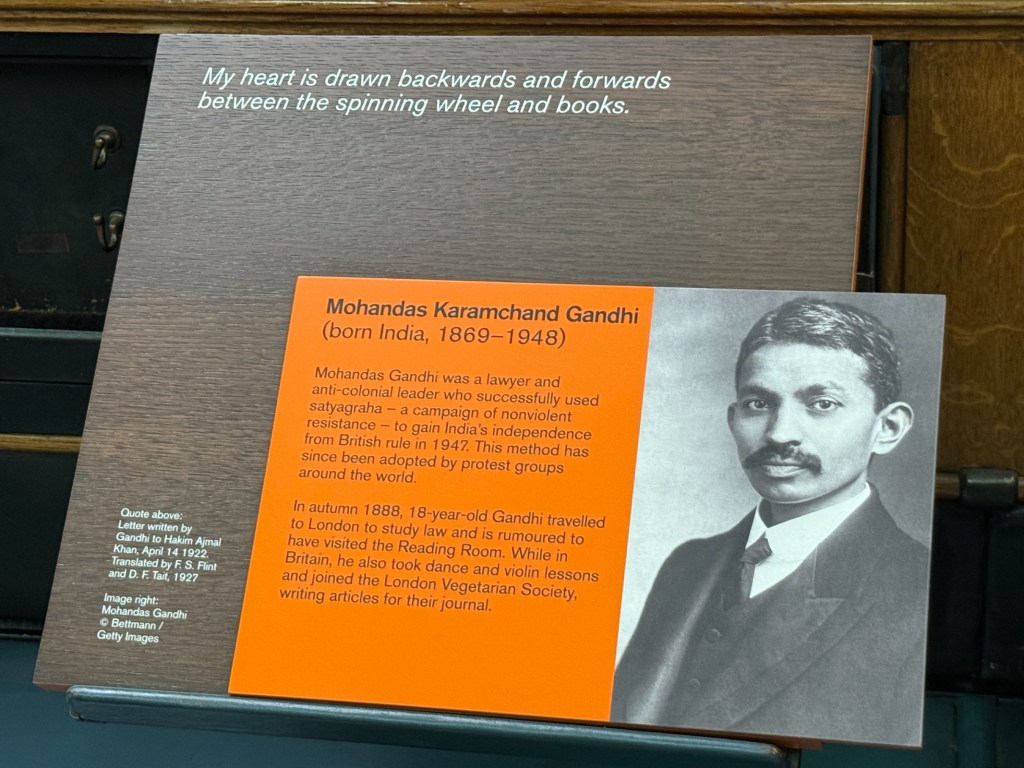 My heart is drawn backwards and forwards
between the spinning wheel and books.
Mohandas Karamchand Gandhi
(born India, 1869–1948)
Mohandas Gandhi was a lawyer and
anti-colonial leader who successfully used
satyagraha – a campaign of nonviolent
resistance – to gain India's independence
from British rule in 1947. This method has
since been adopted by protest groups
around the world.
In autumn 1888, 18-year-old Gandhi travelled
to London to study law and is rumoured to
have visited the Reading Room. While in
Britain, he also took dance and violin lessons
and joined the London Vegetarian Society,
writing articles for their journal.
Quote above:
Letter written by
Gandhi to Hakim Ajmal
Khan, April 14 1922.
Translated by F. S. Flint
and D. F. Tait, 1927
Image right:
Mohandas Gandhi
© Bettmann /
Getty Images